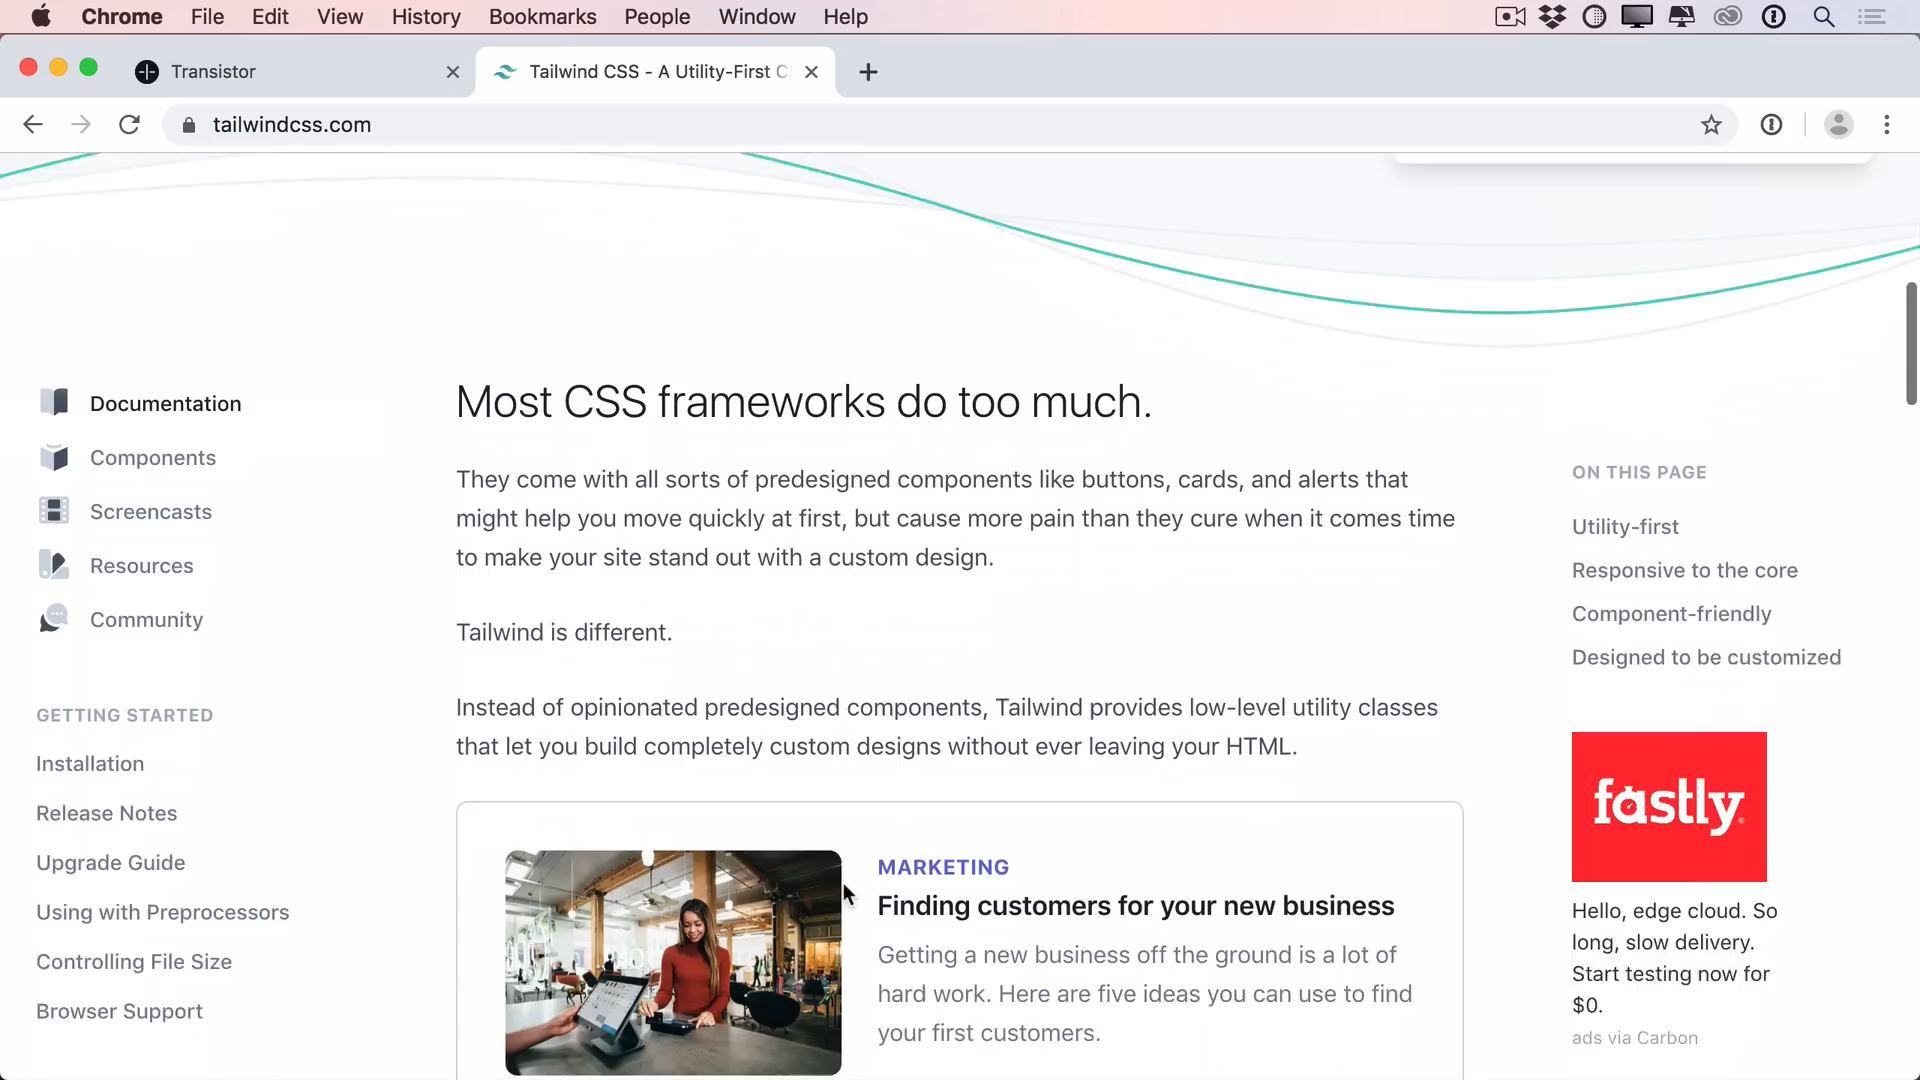 Chrome File Edit View History Bookmarks People Window Help
Transistor
Tailwind CSS - A Utility-First C
tailwindcss.com
Documentation
Components
Screencasts
Resources
Community
GETTING STARTED
Installation
Release Notes
Upgrade Guide
Using with Preprocessors
Controlling File Size
Browser Support
Most CSS frameworks do too much.
They come with all sorts of predesigned components like buttons, cards, and alerts that
might help you move quickly at first, but cause more pain than they cure when it comes time
to make your site stand out with a custom design.
Tailwind is different.
Instead of opinionated predesigned components, Tailwind provides low-level utility classes
that let you build completely custom designs without ever leaving your HTML.
MARKETING
Finding customers for your new business
Getting a new business off the ground is a lot of
hard work. Here are five ideas you can use to find
your first customers.
ON THIS PAGE
Utility-first
Responsive to the core
Component-friendly
Designed to be customized
fastly
Hello, edge cloud. So
long, slow delivery.
Start testing now for
$0.
ads via Carbon